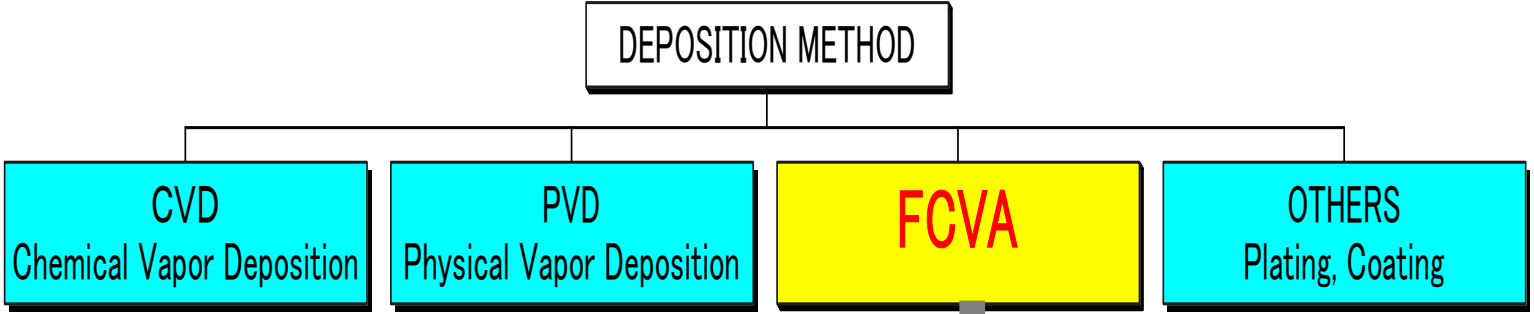 DEPOSITION METHOD
CVD
Chemical Vapor Deposition
PVD
Physical Vapor Deposition
FCVA
OTHERS
Plating, Coating